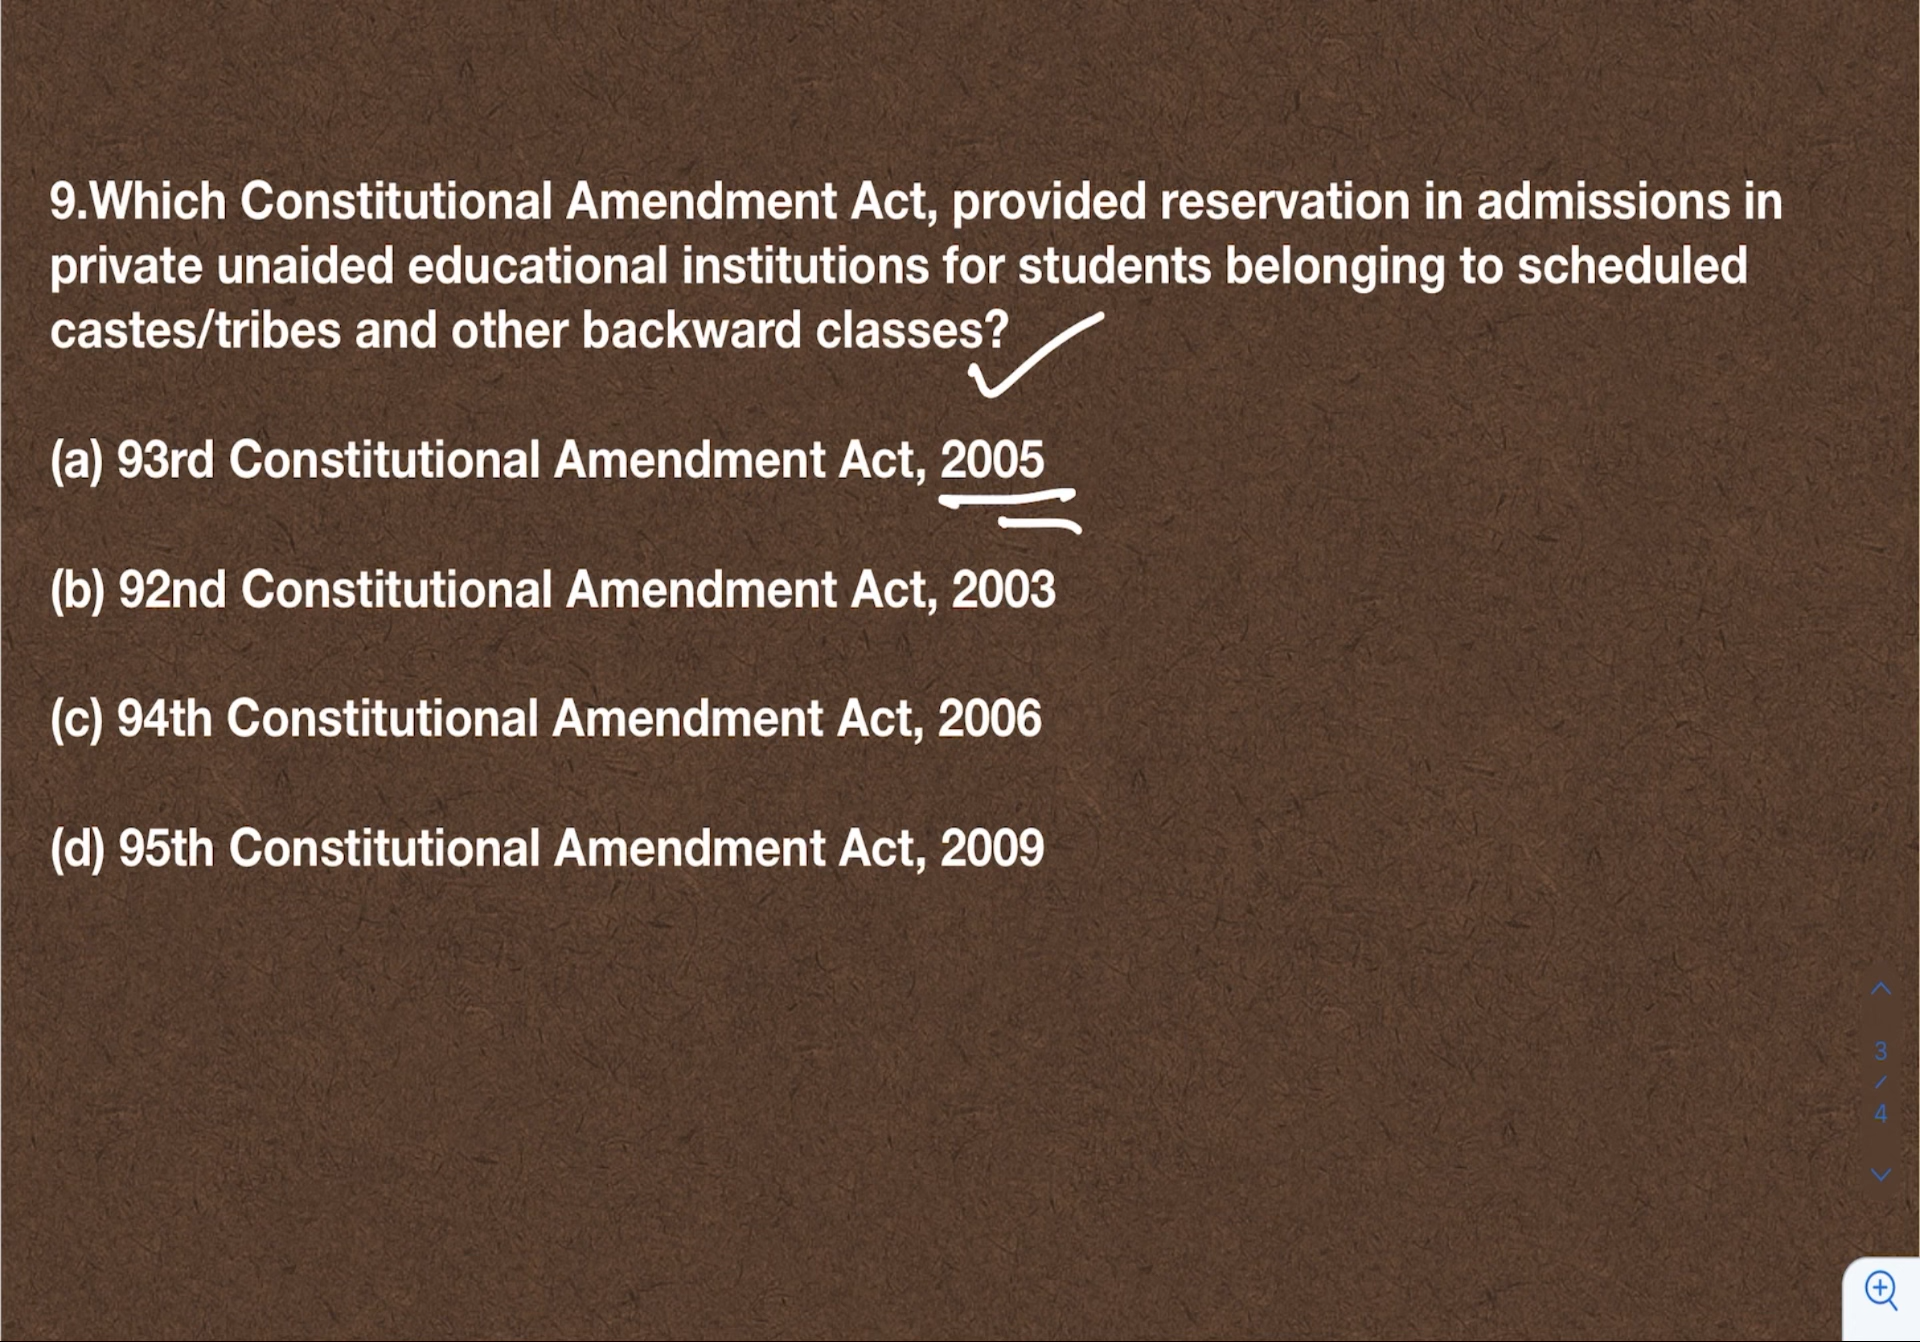 9.Which Constitutional Amendment Act, provided reservation in admissions in
private unaided educational institutions for students belonging to scheduled
castes/tribes and other backward classes?
(a) 93rd Constitutional Amendment Act, 2005
(b) 92nd Constitutional Amendment Act, 2003
(c) 94th Constitutional Amendment Act, 2006
(d) 95th Constitutional Amendment Act, 2009
3
/
4